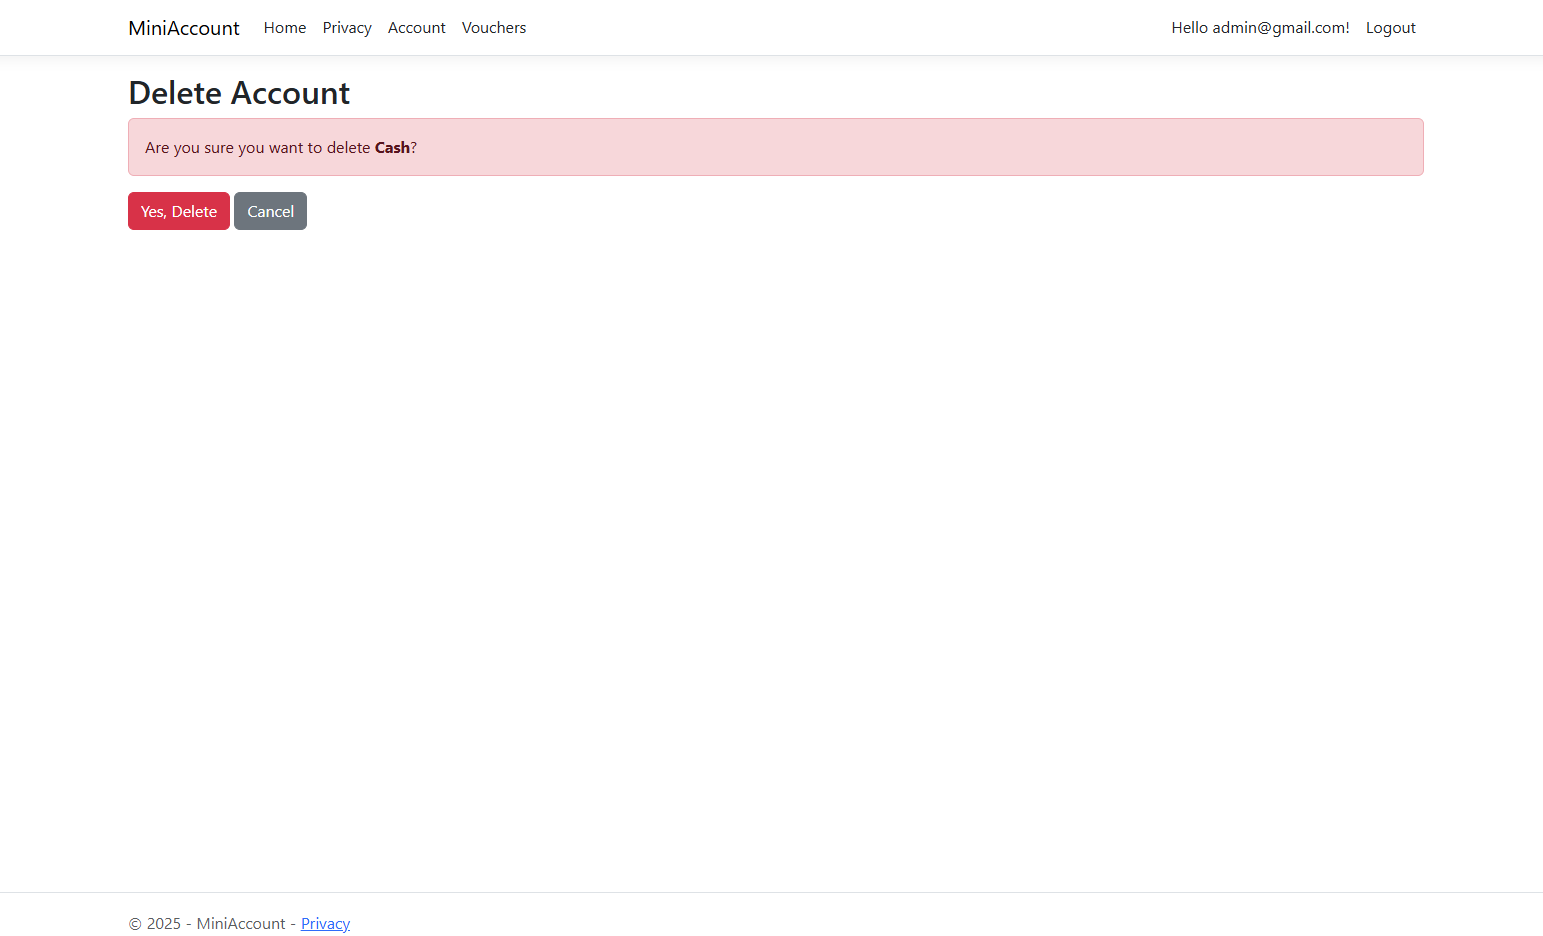 MiniAccount Home Privacy Account Vouchers Hello admin@gmail.com! Logout
Delete Account
Are you sure you want to delete Cash?
Yes, Delete Cancel
© 2025 - MiniAccount - Privacy